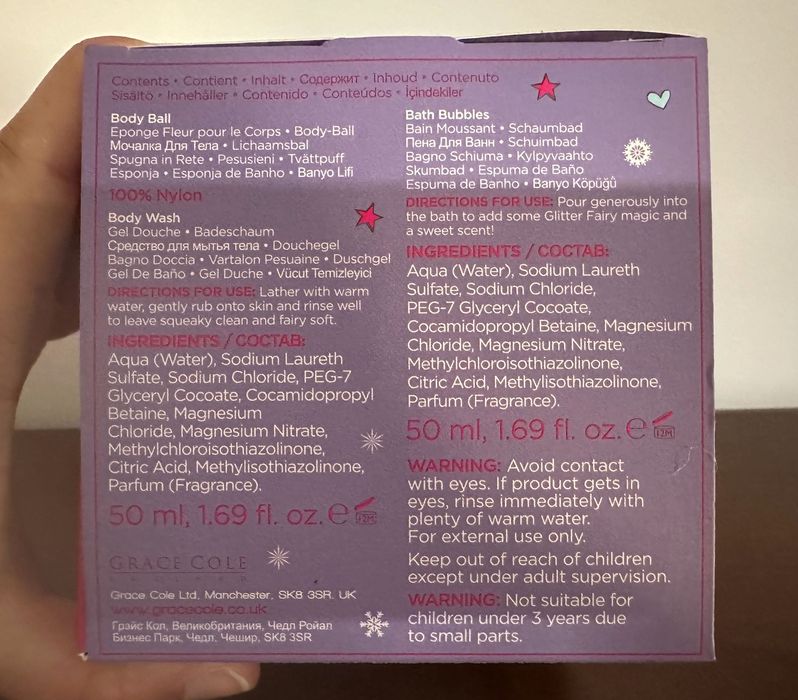 Contents • Contient • Inhalt • Содержит • Inhoud • Contenuto
Sisältö • Innehåller • Contenido • Conteúdos • İçindekiler
Body Ball
Eponge Fleur pour le Corps • Body-Ball
Мочалка Для Тела • Lichaamsbal
Spugna in Rete • Pesusieni • Tvättpuff
Esponja • Esponja de Banho • Banyo Lifi
100% Nylon
Body Wash
Gel Douche • Badeschaum
Средство для мытья тела • Douchegel
Bagno Doccia • Vartalon Pesuaine • Duschgel
Gel De Baño • Gel Duche • Vücut Temizleyici
DIRECTIONS FOR USE: Lather with warm
water, gently rub onto skin and rinse well
to leave squeaky clean and fairy soft.
INGREDIENTS / СОСТАВ:
Aqua (Water), Sodium Laureth
Sulfate, Sodium Chloride, PEG-7
Glyceryl Cocoate, Cocamidopropyl
Betaine, Magnesium
Chloride, Magnesium Nitrate,
Methylchloroisothiazolinone,
Citric Acid, Methylisothiazolinone,
Parfum (Fragrance).
50 ml, 1.69 fl. oz. ℮ 12M
GRACE COLE
Grace Cole Ltd, Manchester, SK8 3SR. UK
www.gracecole.co.uk
Грэйс Кол, Великобритания, Чедл Ройал
Бизнес Парк, Чедл, Чешир, SK8 3SR
Bath Bubbles
Bain Moussant • Schaumbad
Пена Для Ванн • Schuimbad
Bagno Schiuma • Kylpyvaahto
Skumbad • Espuma de Baño
Espuma de Banho • Banyo Köpüğü
DIRECTIONS FOR USE: Pour generously into
the bath to add some Glitter Fairy magic and
a sweet scent!
INGREDIENTS / СОСТАВ:
Aqua (Water), Sodium Laureth
Sulfate, Sodium Chloride,
PEG-7 Glyceryl Cocoate,
Cocamidopropyl Betaine, Magnesium
Chloride, Magnesium Nitrate,
Methylchloroisothiazolinone,
Citric Acid, Methylisothiazolinone,
Parfum (Fragrance).
50 ml, 1.69 fl. oz. ℮ 12M
WARNING: Avoid contact
with eyes. If product gets in
eyes, rinse immediately with
plenty of warm water.
For external use only.
Keep out of reach of children
except under adult supervision.
WARNING: Not suitable for
children under 3 years due
to small parts.